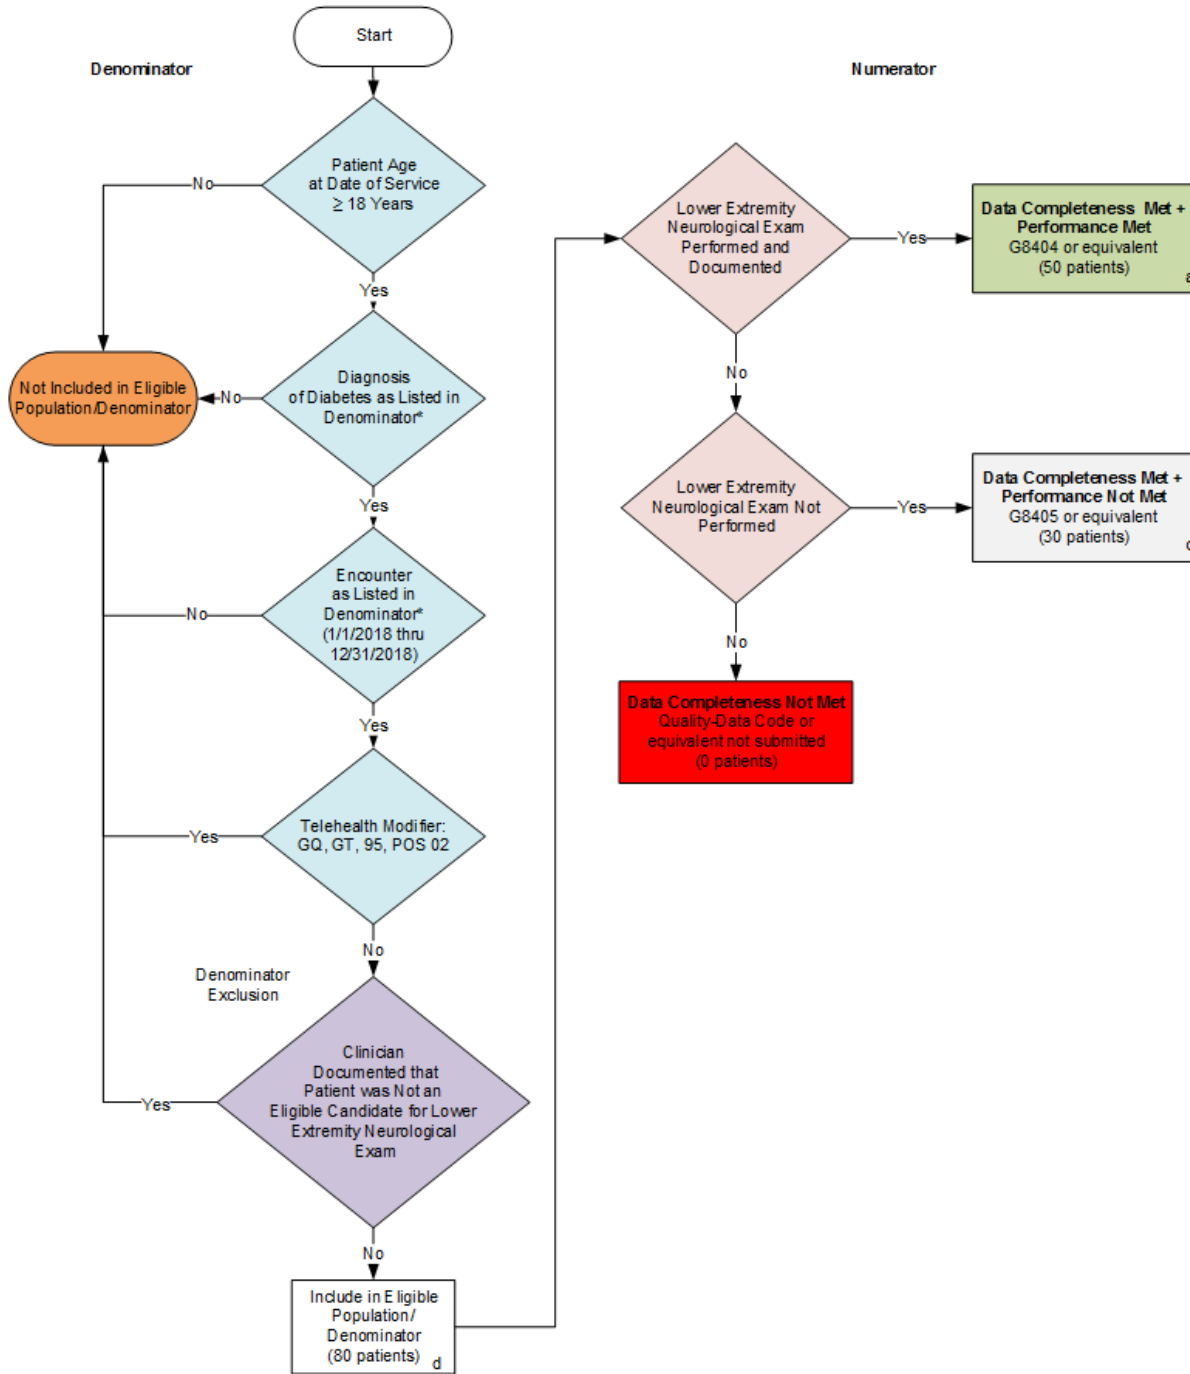 Start
Denominator
Numerator
Patient Age
at Date of Service
≥ 18 Years
No
Yes
Diagnosis
of Diabetes as Listed in
Denominator*
No
Not Included in Eligible
Population/Denominator
Yes
Encounter
as Listed in
Denominator*
(1/1/2018 thru
12/31/2018)
No
Yes
Telehealth Modifier:
GQ, GT, 95, POS 02
Yes
No
Denominator
Exclusion
Clinician
Documented that
Patient was Not an
Eligible Candidate for Lower
Extremity Neurological
Exam
Yes
No
Include in Eligible
Population/
Denominator
(80 patients)
d
Lower Extremity
Neurological Exam
Performed and
Documented
Yes
Data Completeness Met +
Performance Met
G8404 or equivalent
(50 patients)
a
No
Lower Extremity
Neurological Exam Not
Performed
Yes
Data Completeness Met +
Performance Not Met
G8405 or equivalent
(30 patients)
No
Data Completeness Not Met
Quality-Data Code or
equivalent not submitted
(0 patients)